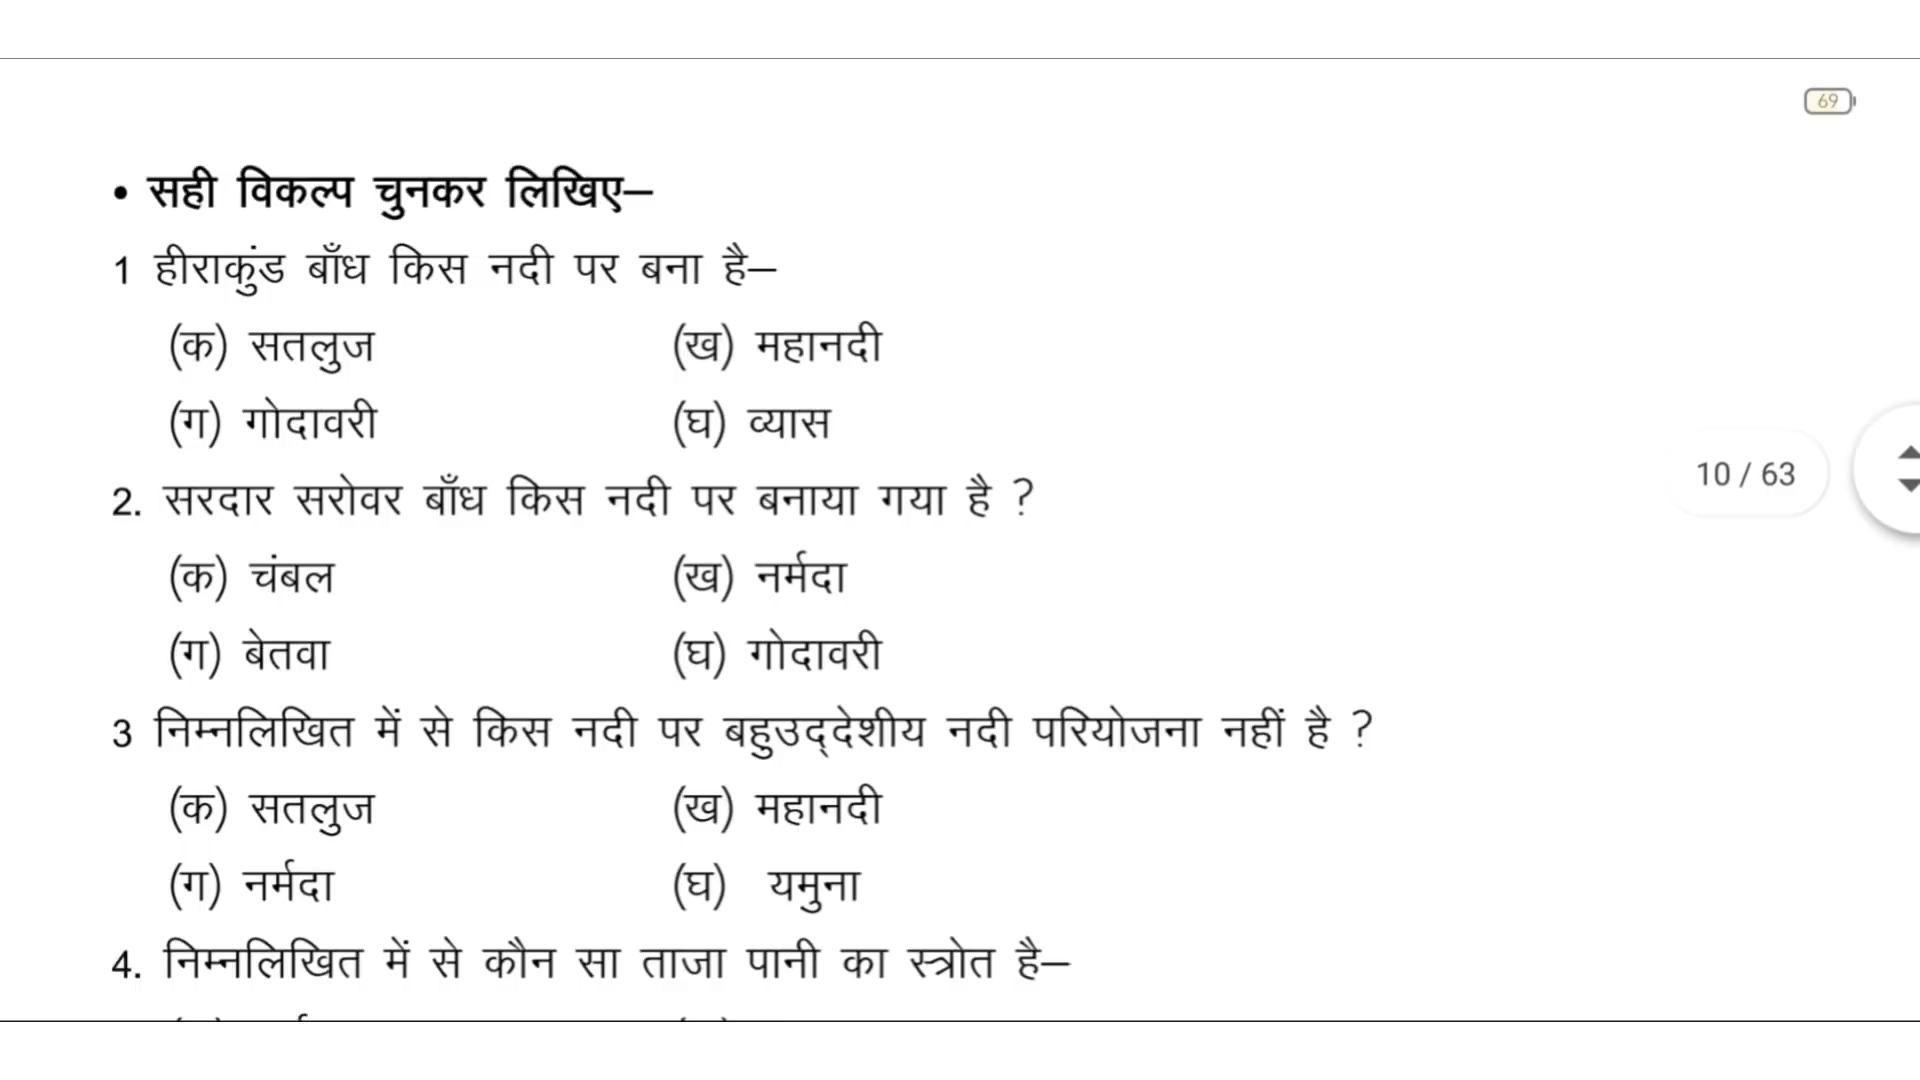 69
• सही विकल्प चुनकर लिखिए–
1 हीराकुंड बाँध किस नदी पर बना है–
(क) सतलुज (ख) महानदी
(ग) गोदावरी (घ) व्यास
2. सरदार सरोवर बाँध किस नदी पर बनाया गया है ?
(क) चंबल (ख) नर्मदा
(ग) बेतवा (घ) गोदावरी
10 / 63
3 निम्नलिखित में से किस नदी पर बहुउद्देशीय नदी परियोजना नहीं है ?
(क) सतलुज (ख) महानदी
(ग) नर्मदा (घ) यमुना
4. निम्नलिखित में से कौन सा ताजा पानी का स्त्रोत है–